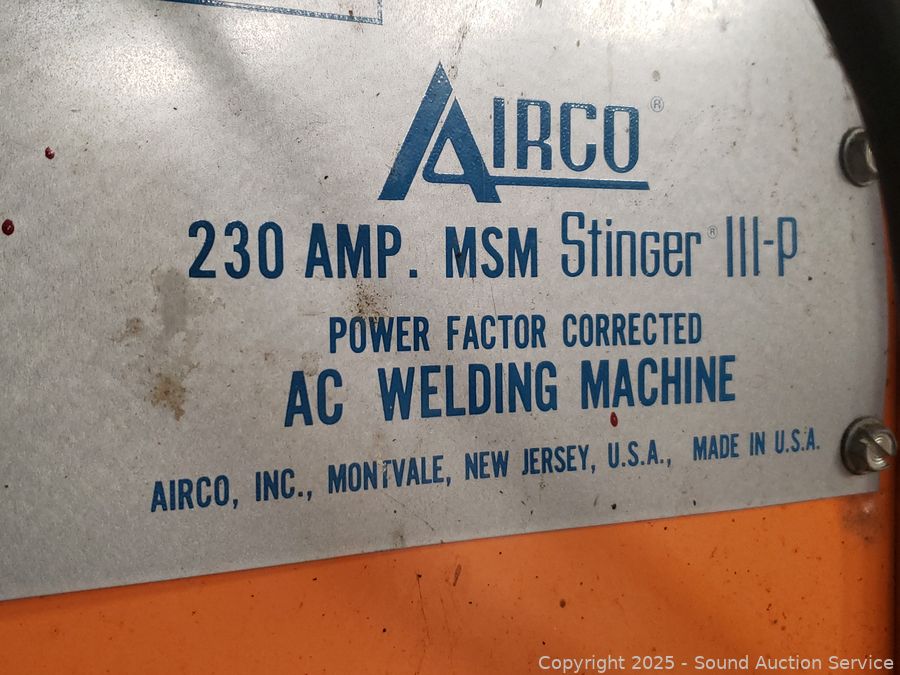 AIRCO®
230 AMP. MSM Stinger® III-P
POWER FACTOR CORRECTED
AC WELDING MACHINE
AIRCO, INC., MONTVALE, NEW JERSEY, U.S.A., MADE IN U.S.A.
Copyright 2025 - Sound Auction Service